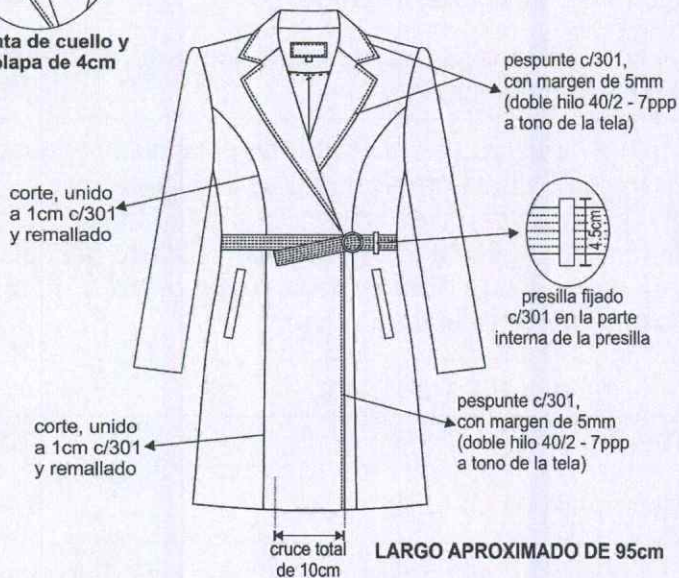 de cuello y
de 4cm
pespunte c/301,
con margen de 5mm
(doble hilo 40/2 - 7ppp
a tono de la tela)
corte, unido
a 1cm c/301
y remallado
4.5cm
presilla fijado
c/301 en la parte
interna de la presilla
pespunte c/301,
con margen de 5mm
(doble hilo 40/2 - 7ppp
a tono de la tela)
corte, unido
a 1cm c/301
y remallado
cruce total
de 10cm
LARGO APROXIMADO DE 95cm